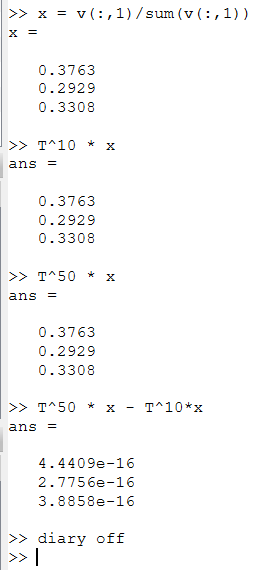 >> x = v(:,1)/sum(v(:,1))
x =
0.3763
0.2929
0.3308
>> T^10 * x
ans =
0.3763
0.2929
0.3308
>> T^50 * x
ans =
0.3763
0.2929
0.3308
>> T^50 * x - T^10*x
ans =
4.4409e-16
2.7756e-16
3.8858e-16
>> diary off
>>